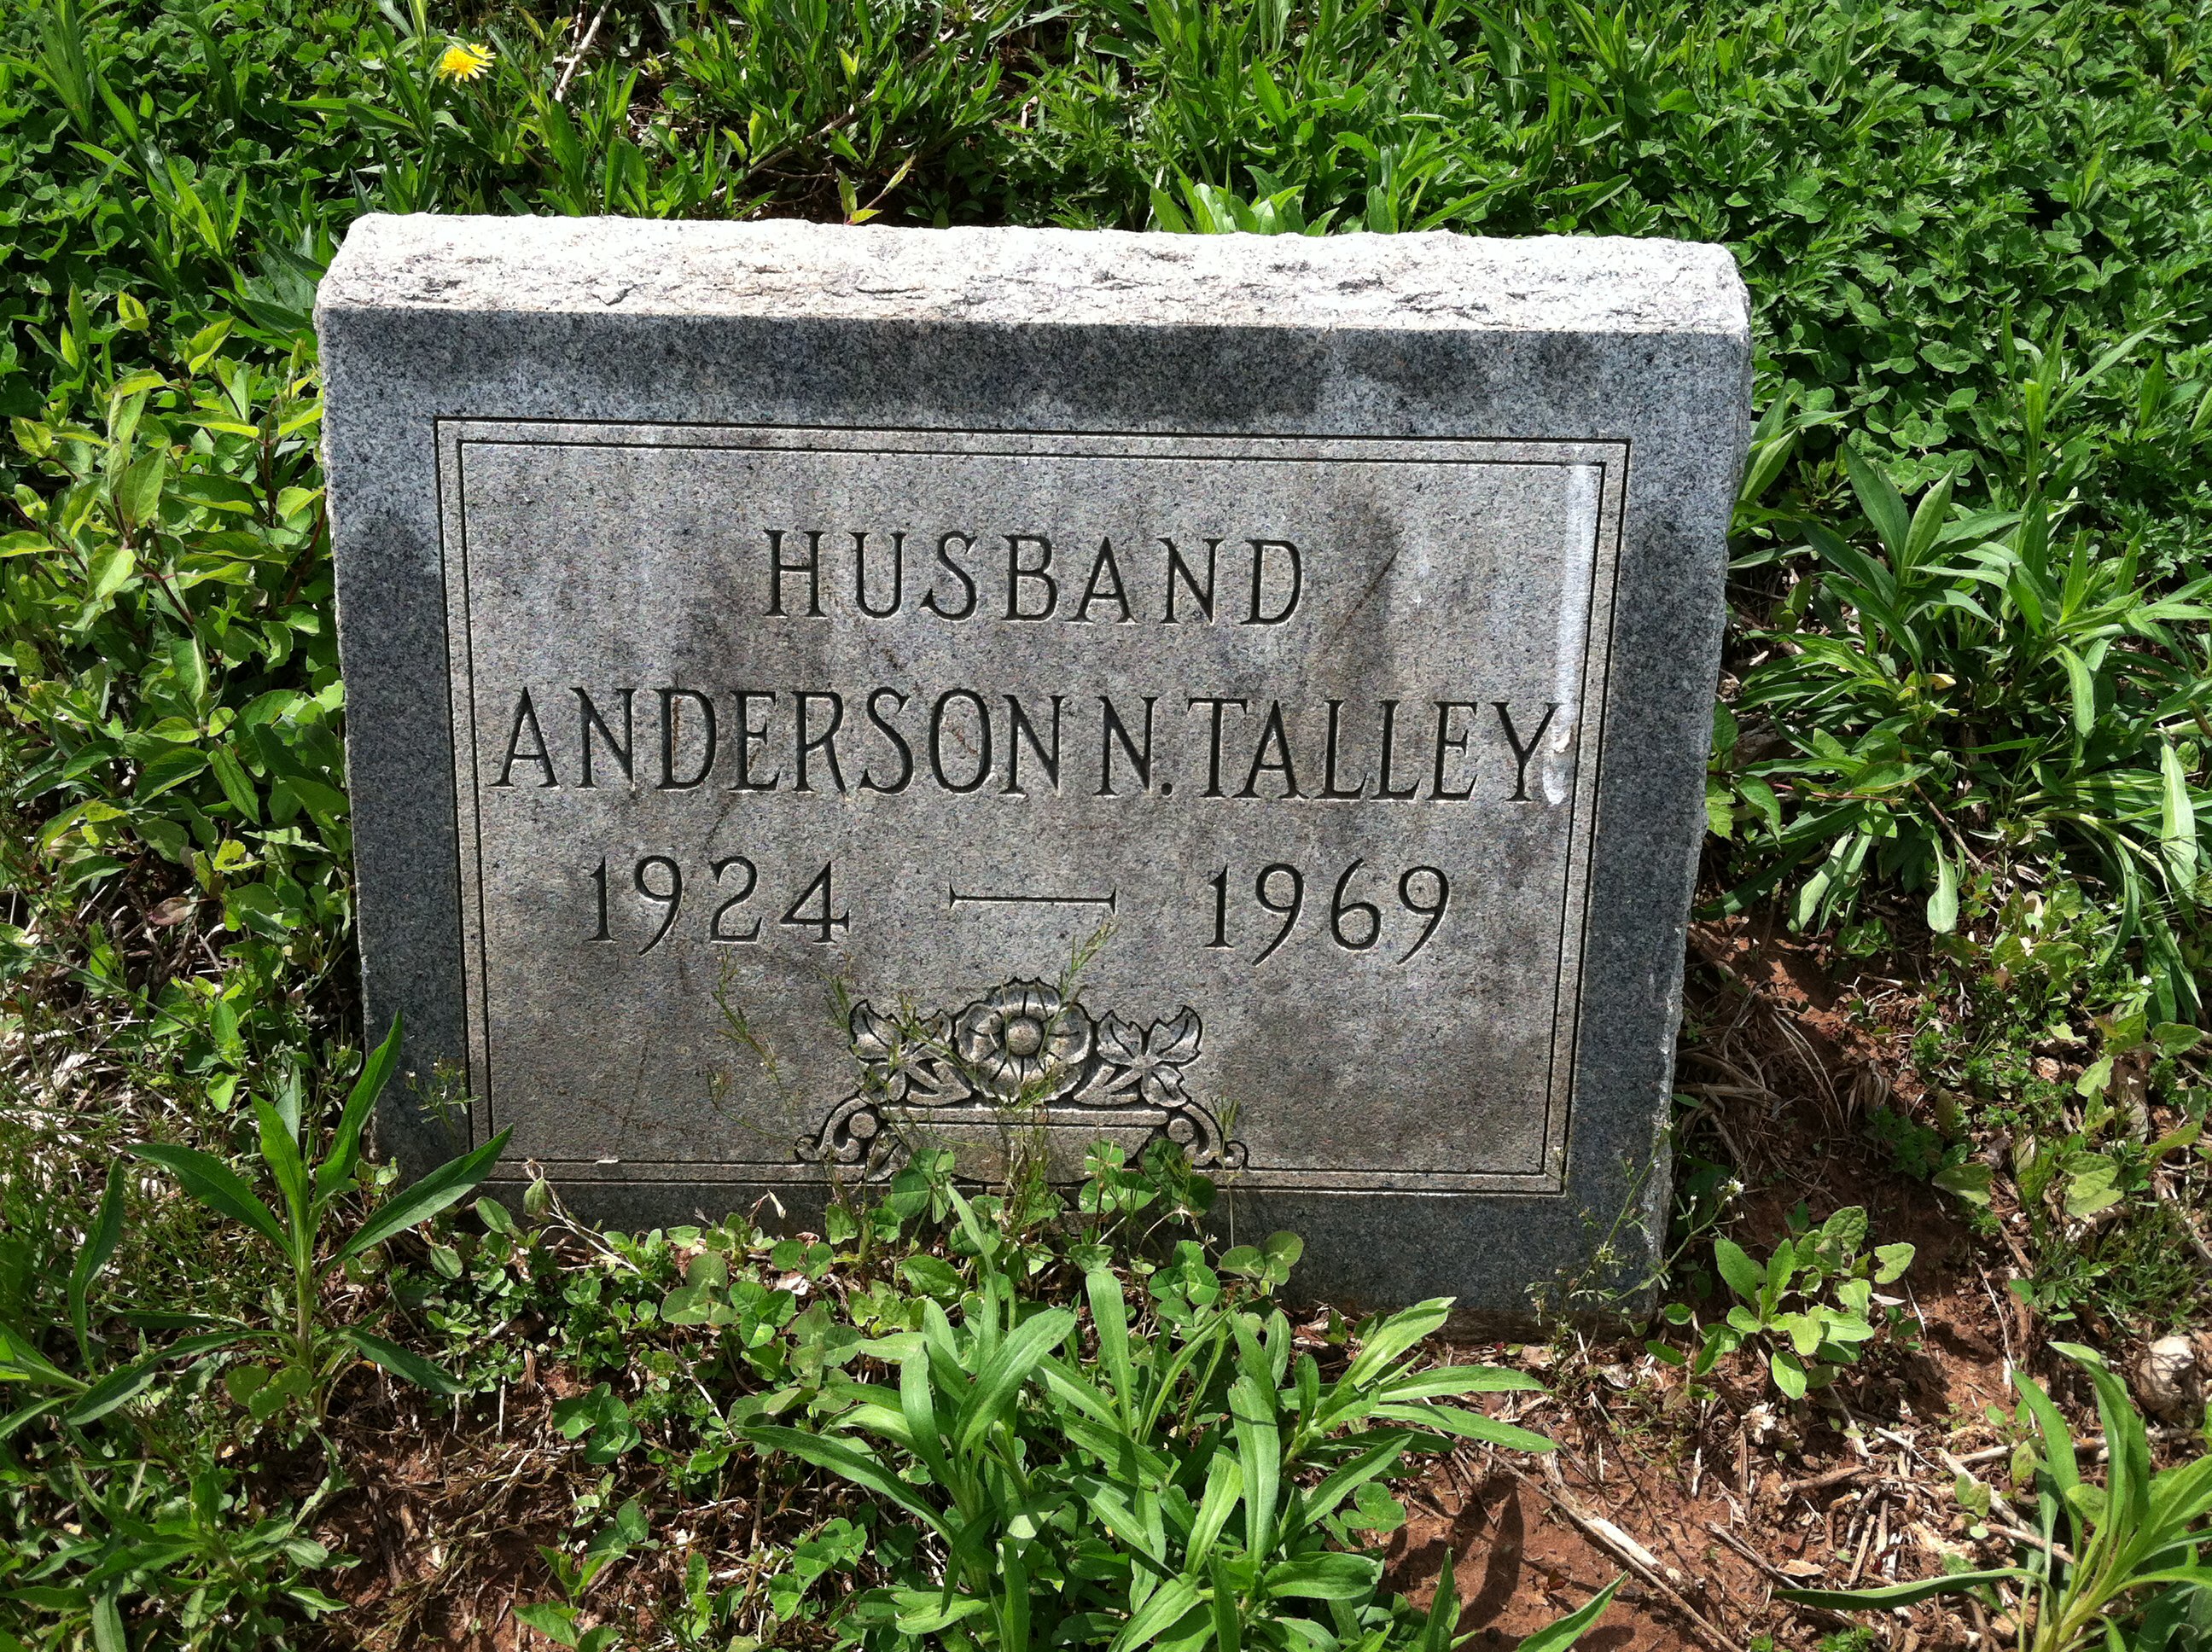 HUSBAND
ANDERSON N. TALLEY
1924 — 1969